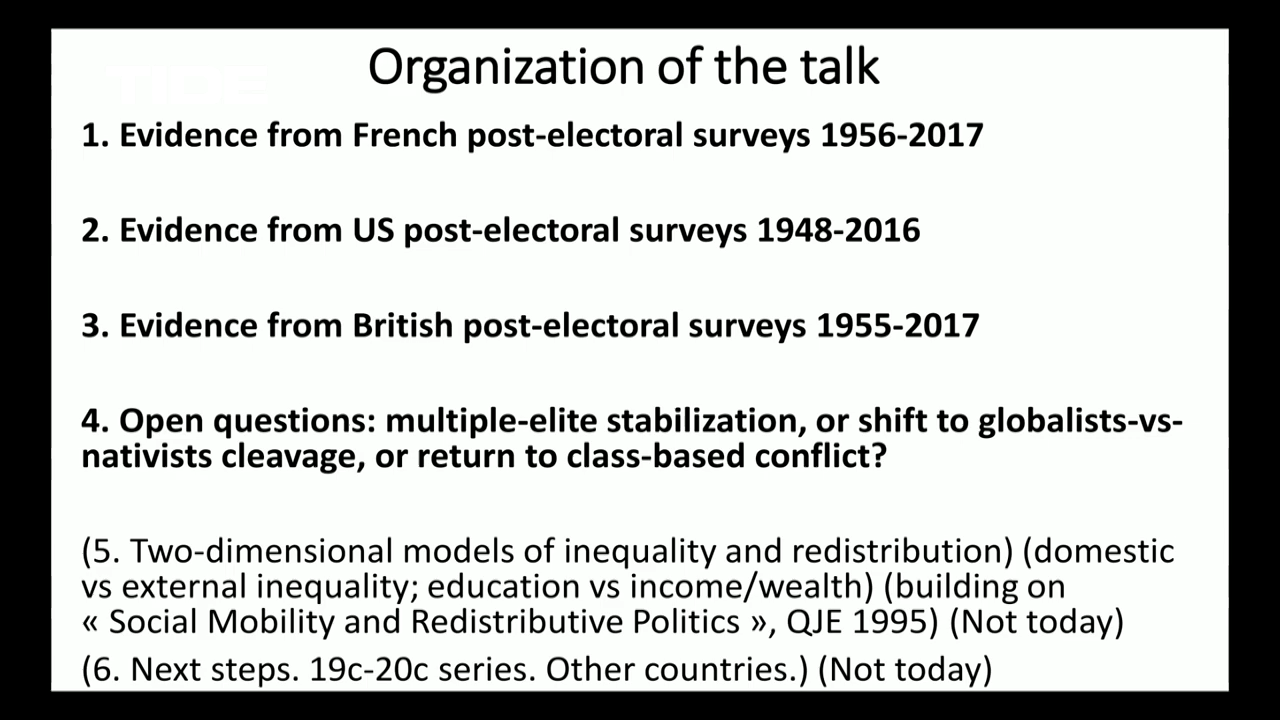 Organization of the talk
1. Evidence from French post-electoral surveys 1956-2017
2. Evidence from US post-electoral surveys 1948-2016
3. Evidence from British post-electoral surveys 1955-2017
4. Open questions: multiple-elite stabilization, or shift to globalists-vs-
nativists cleavage, or return to class-based conflict?
(5. Two-dimensional models of inequality and redistribution) (domestic
vs external inequality; education vs income/wealth) (building on
« Social Mobility and Redistributive Politics », QJE 1995) (Not today)
(6. Next steps. 19c-20c series. Other countries.) (Not today)